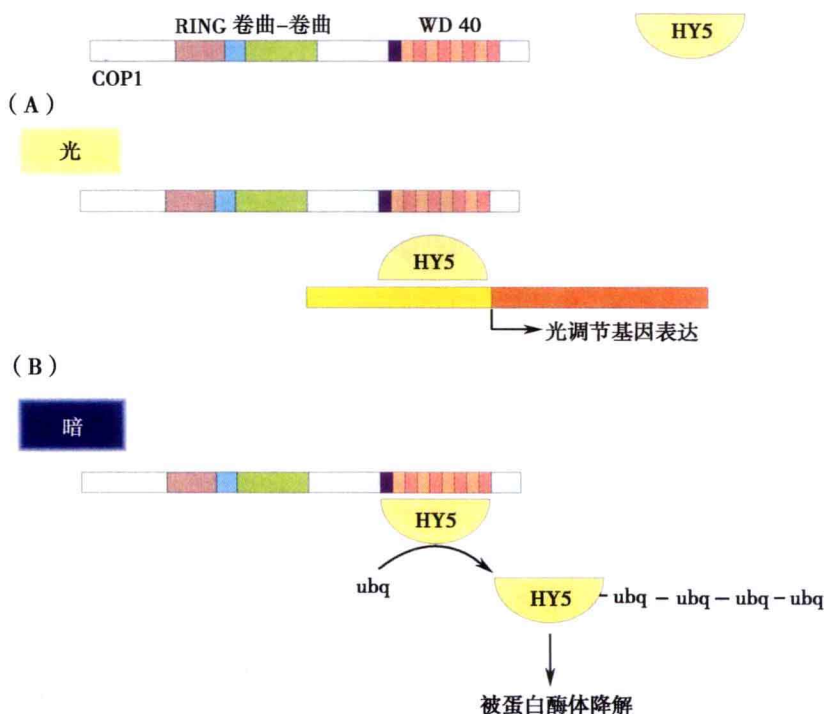 RING 卷曲-卷曲 WD 40
HY5
COP1
(A)
光
HY5
光调节基因表达
(B)
暗
HY5
ubq
HY5 - ubq - ubq - ubq - ubq
被蛋白酶体降解